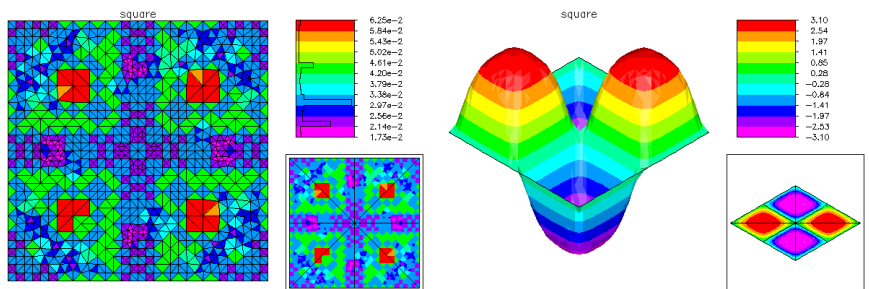 square
6.25e-2
5.84e-2
5.43e-2
5.02e-2
4.61e-2
4.20e-2
3.79e-2
3.38e-2
2.97e-2
2.56e-2
2.14e-2
1.73e-2
square
3.10
2.54
1.97
1.41
0.85
0.28
-0.28
-0.84
-1.41
-1.97
-2.53
-3.10